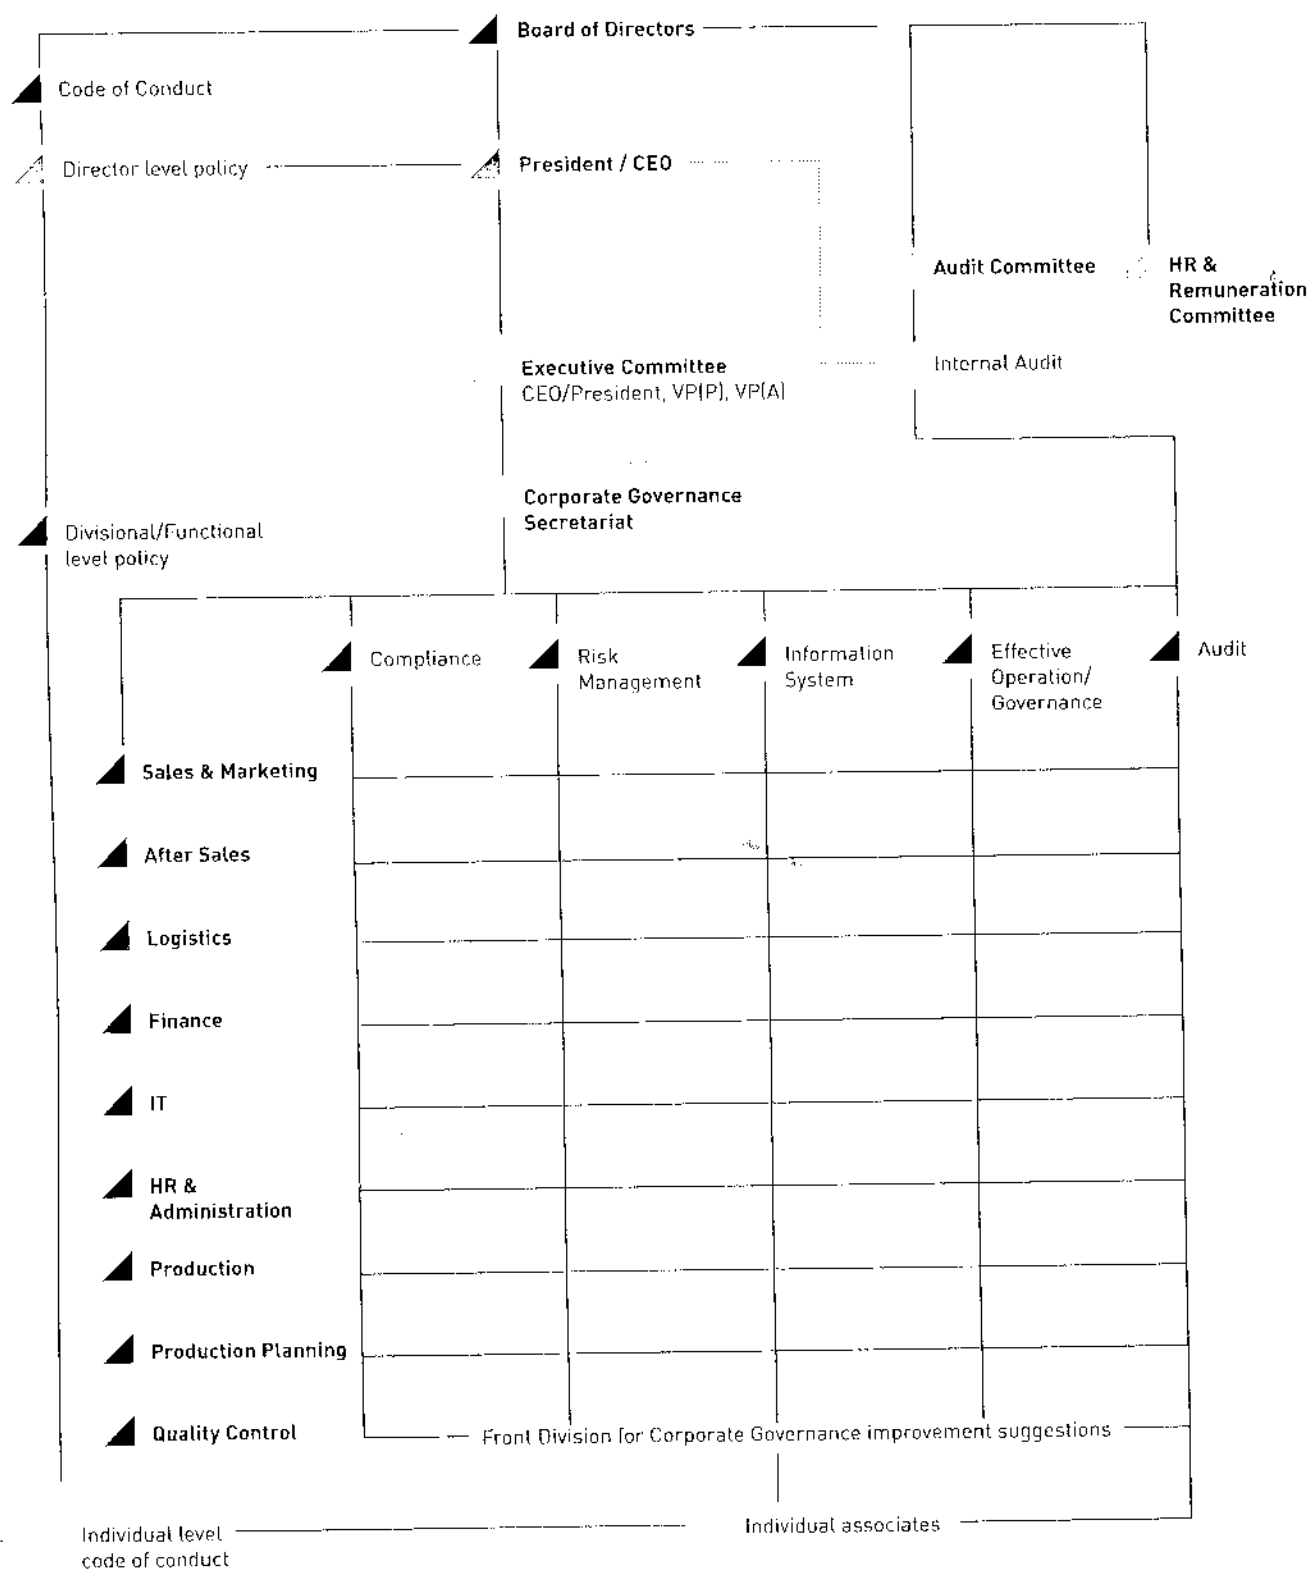 Board of Directors
Code of Conduct
Director level policy
President / CEO
Audit Committee
HR &
Remuneration
Committee
Executive Committee
CEO/President, VP(P), VP(A)
Internal Audit
Corporate Governance
Secretariat
Divisional/Functional
level policy
Compliance
Risk
Management
Information
System
Effective
Operation/
Governance
Audit
Sales & Marketing
After Sales
Logistics
Finance
IT
HR &
Administration
Production
Production Planning
Quality Control
Front Division for Corporate Governance improvement suggestions
Individual level
code of conduct
Individual associates